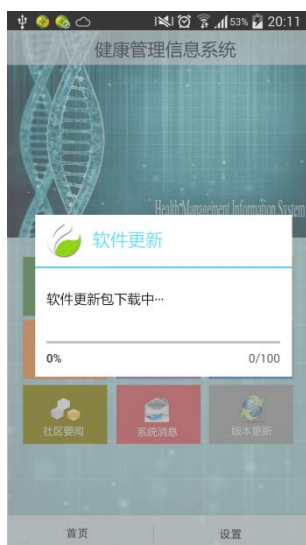 53% 20:11
健康管理信息系统
Health Management Information System
软件更新
软件更新包下载中…
0% 0/100
社区要闻 系统消息 版本更新
首页 设置